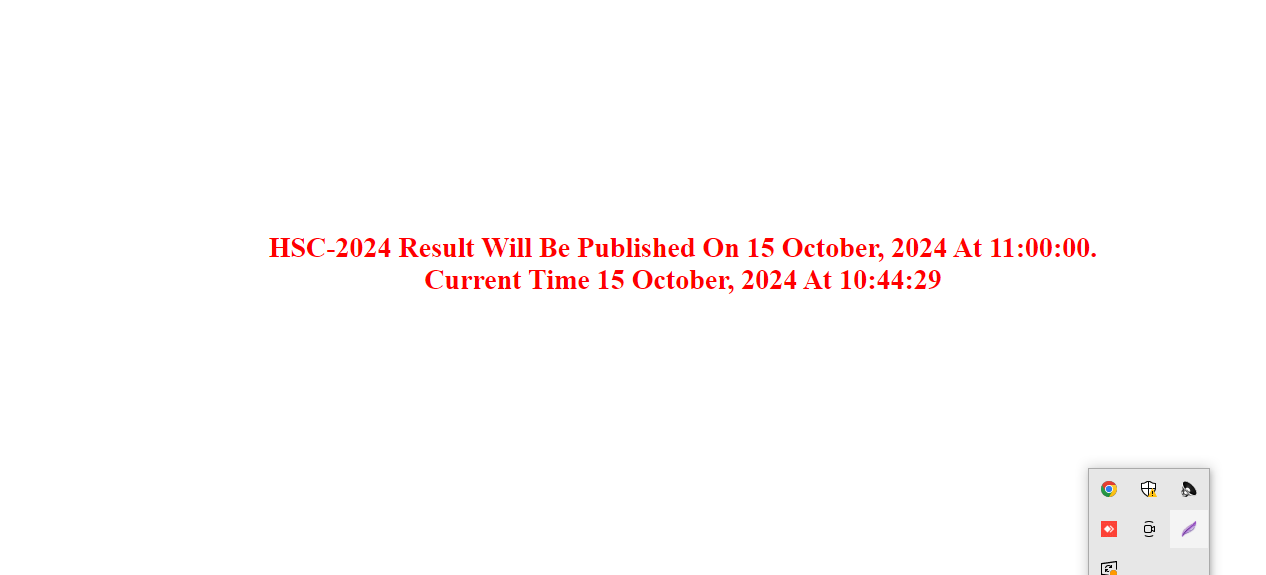 HSC-2024 Result Will Be Published On 15 October, 2024 At 11:00:00.
Current Time 15 October, 2024 At 10:44:29